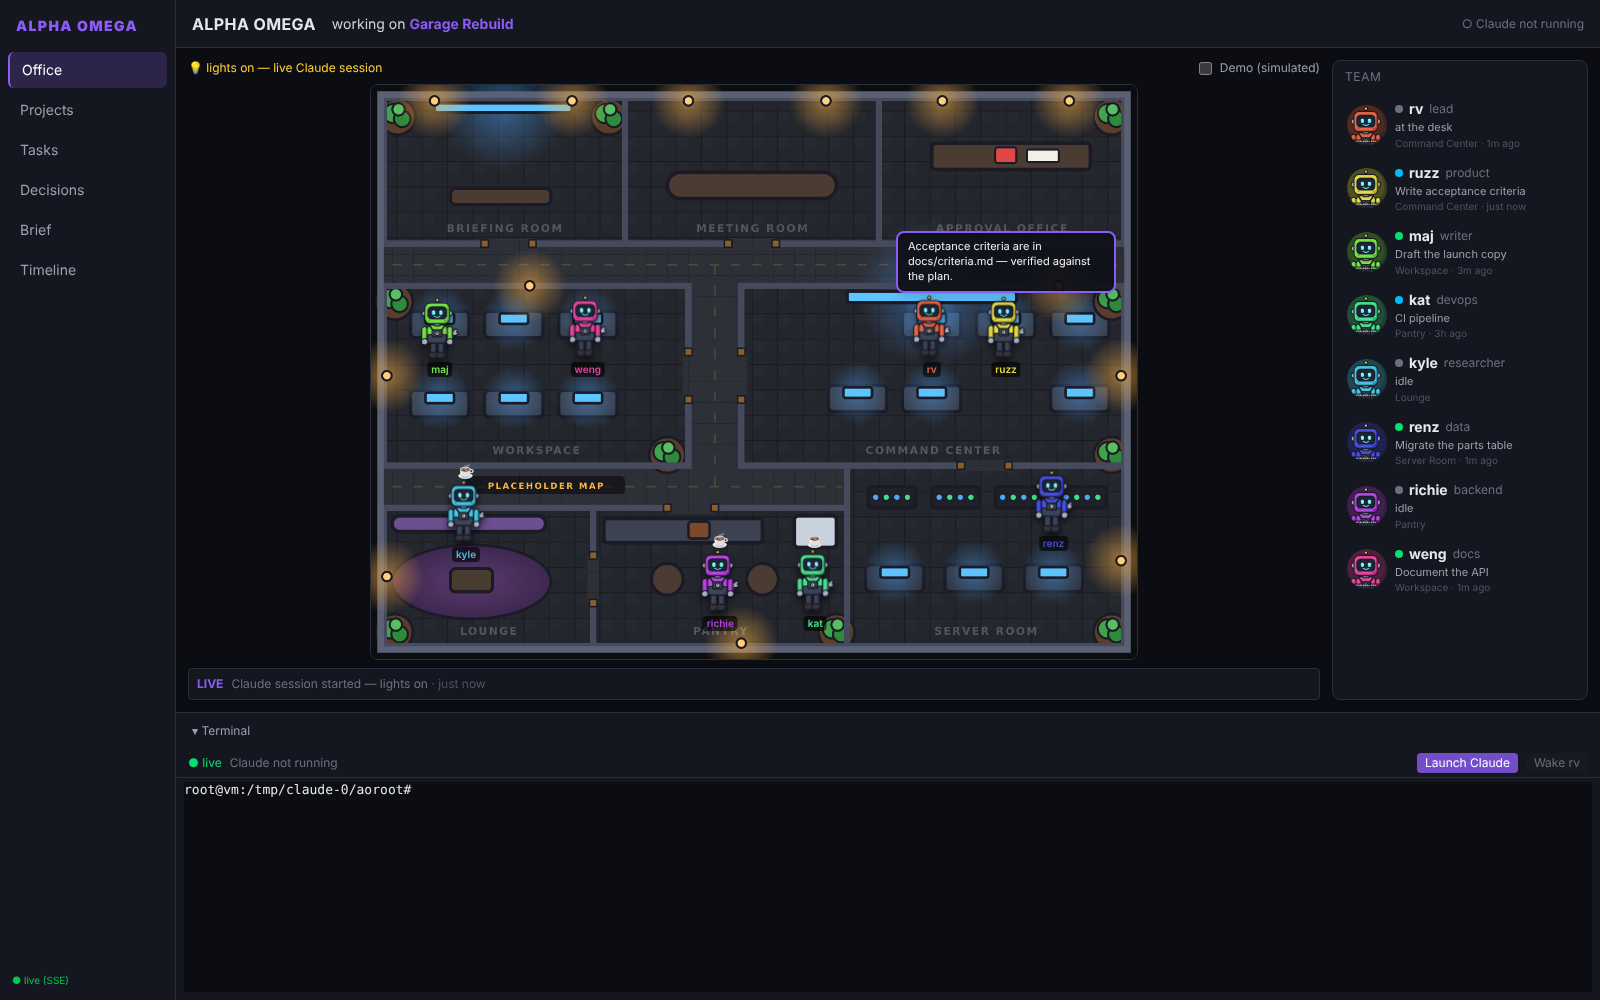 ALPHA OMEGA
Office
Projects
Tasks
Decisions
Brief
Timeline
live (SSE)
ALPHA OMEGA working on Garage Rebuild
Claude not running
lights on — live Claude session
Demo (simulated)
BRIEFING ROOM
MEETING ROOM
APPROVAL OFFICE
Acceptance criteria are in
docs/criteria.md — verified against
the plan.
maj
weng
rv
ruzz
WORKSPACE
COMMAND CENTER
PLACEHOLDER MAP
kyle
renz
richie
kat
LOUNGE
PANTRY
SERVER ROOM
LIVE Claude session started — lights on · just now
TEAM
rv lead
at the desk
Command Center · 1m ago
ruzz product
Write acceptance criteria
Command Center · just now
maj writer
Draft the launch copy
Workspace · 3m ago
kat devops
CI pipeline
Pantry · 3h ago
kyle researcher
idle
Lounge
renz data
Migrate the parts table
Server Room · 1m ago
richie backend
idle
Pantry
weng docs
Document the API
Workspace · 1m ago
▾ Terminal
live Claude not running
Launch Claude
Wake rv
root@vm:/tmp/claude-0/aoroot#